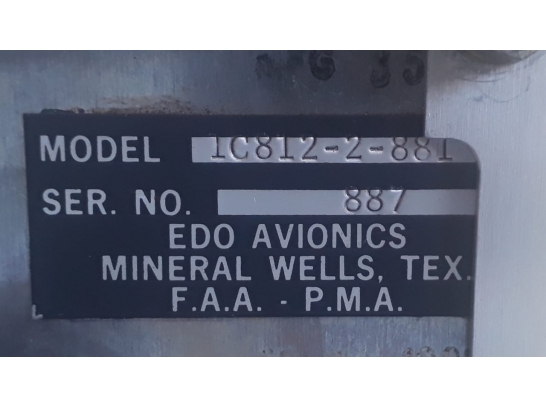 MODEL 1C812-2-881
SER. NO. 887
EDO AVIONICS
MINERAL WELLS, TEX.
F.A.A. - P.M.A.